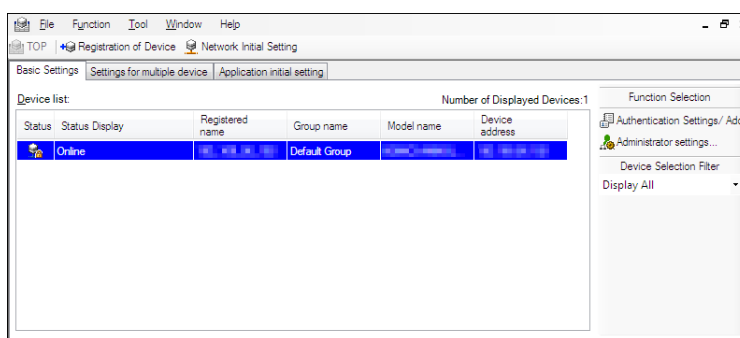 File Function Tool Window Help
TOP Registration of Device Network Initial Setting
Basic Settings Settings for multiple device Application initial setting
Device list: Number of Displayed Devices:1
Status Status Display Registered name Group name Model name Device address
Online Default Group
Function Selection
Authentication Settings/ Add
Administrator settings...
Device Selection Filter
Display All